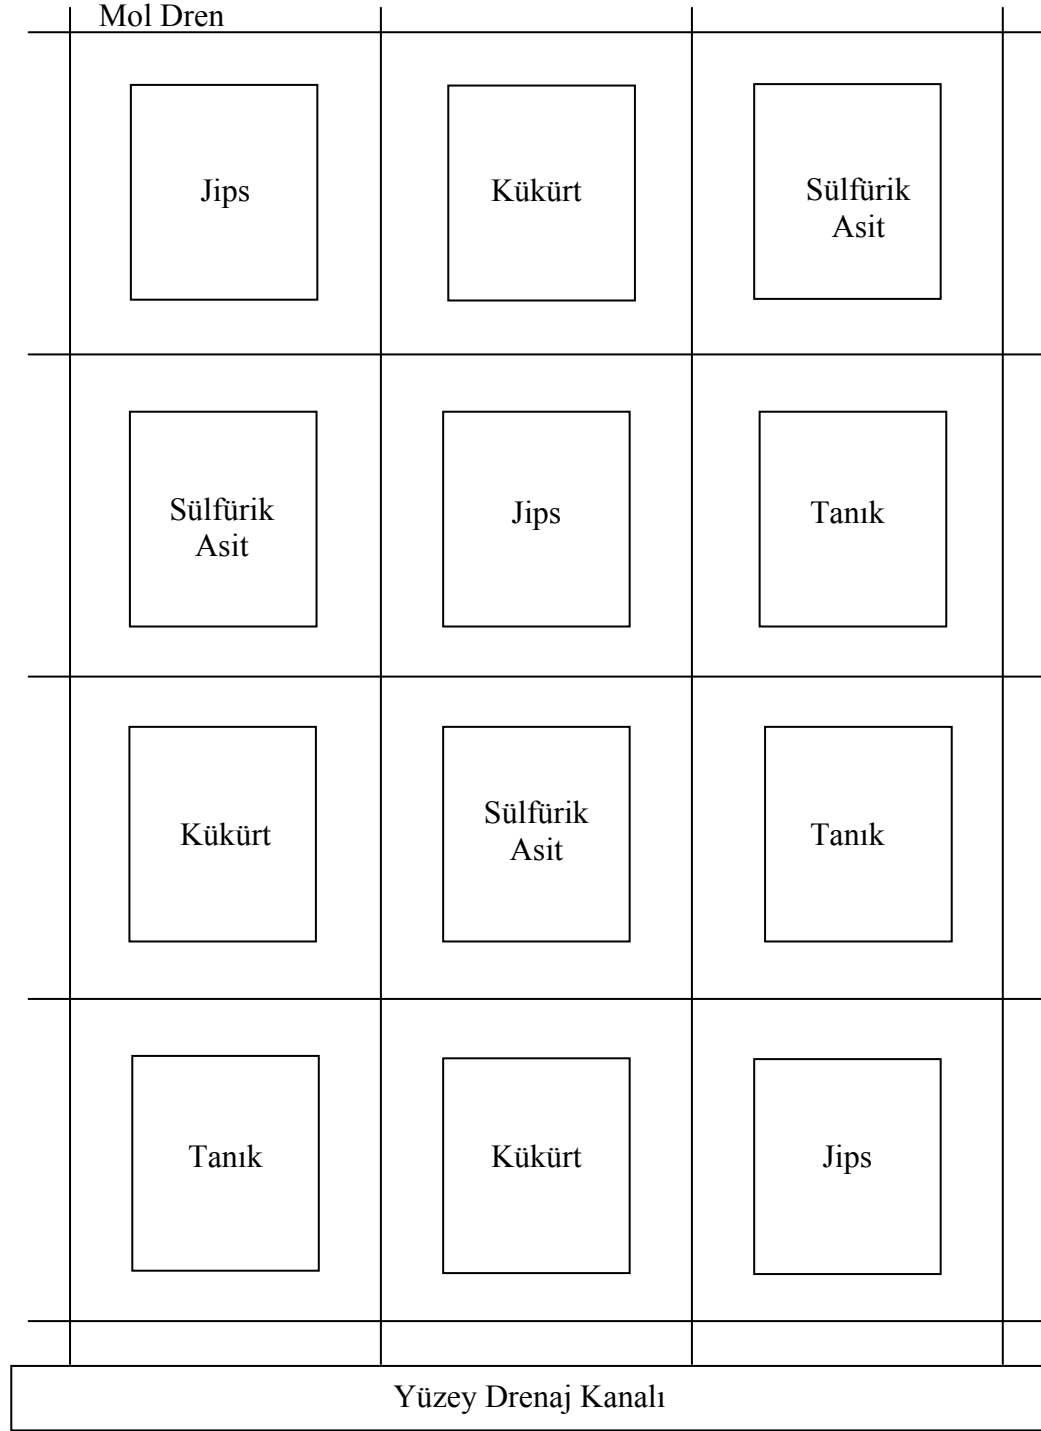 Mol Dren
Jips
Kükürt
Sülfürik
Asit
Sülfürik
Asit
Jips
Tanık
Kükürt
Sülfürik
Asit
Tanık
Tanık
Kükürt
Jips
Yüzey Drenaj Kanalı